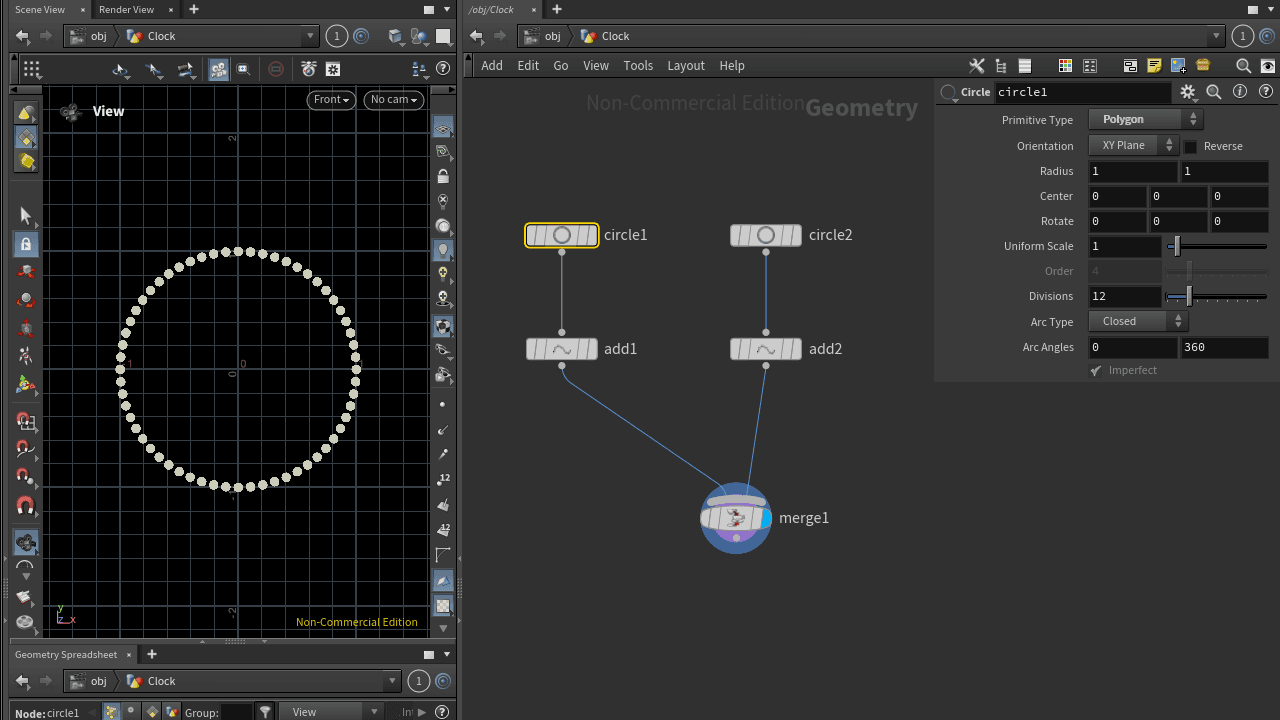 Scene View
Render View
/obj/Clock
obj
Clock
1
obj
Clock
1
Add
Edit
Go
View
Tools
Layout
Help
View
Front
No cam
Non-Commercial Edition
Geometry
Circle
circle1
Primitive Type
Polygon
Orientation
XY Plane
Reverse
Radius
1
1
Center
0
0
0
Rotate
0
0
0
Uniform Scale
1
Order
4
Divisions
12
Arc Type
Closed
Arc Angles
0
360
Imperfect
circle1
circle2
add1
add2
merge1
2
1
0
0
-2
12
12
y
z
x
Non-Commercial Edition
Geometry Spreadsheet
obj
Clock
1
Node:
circle1
Group:
View
Int